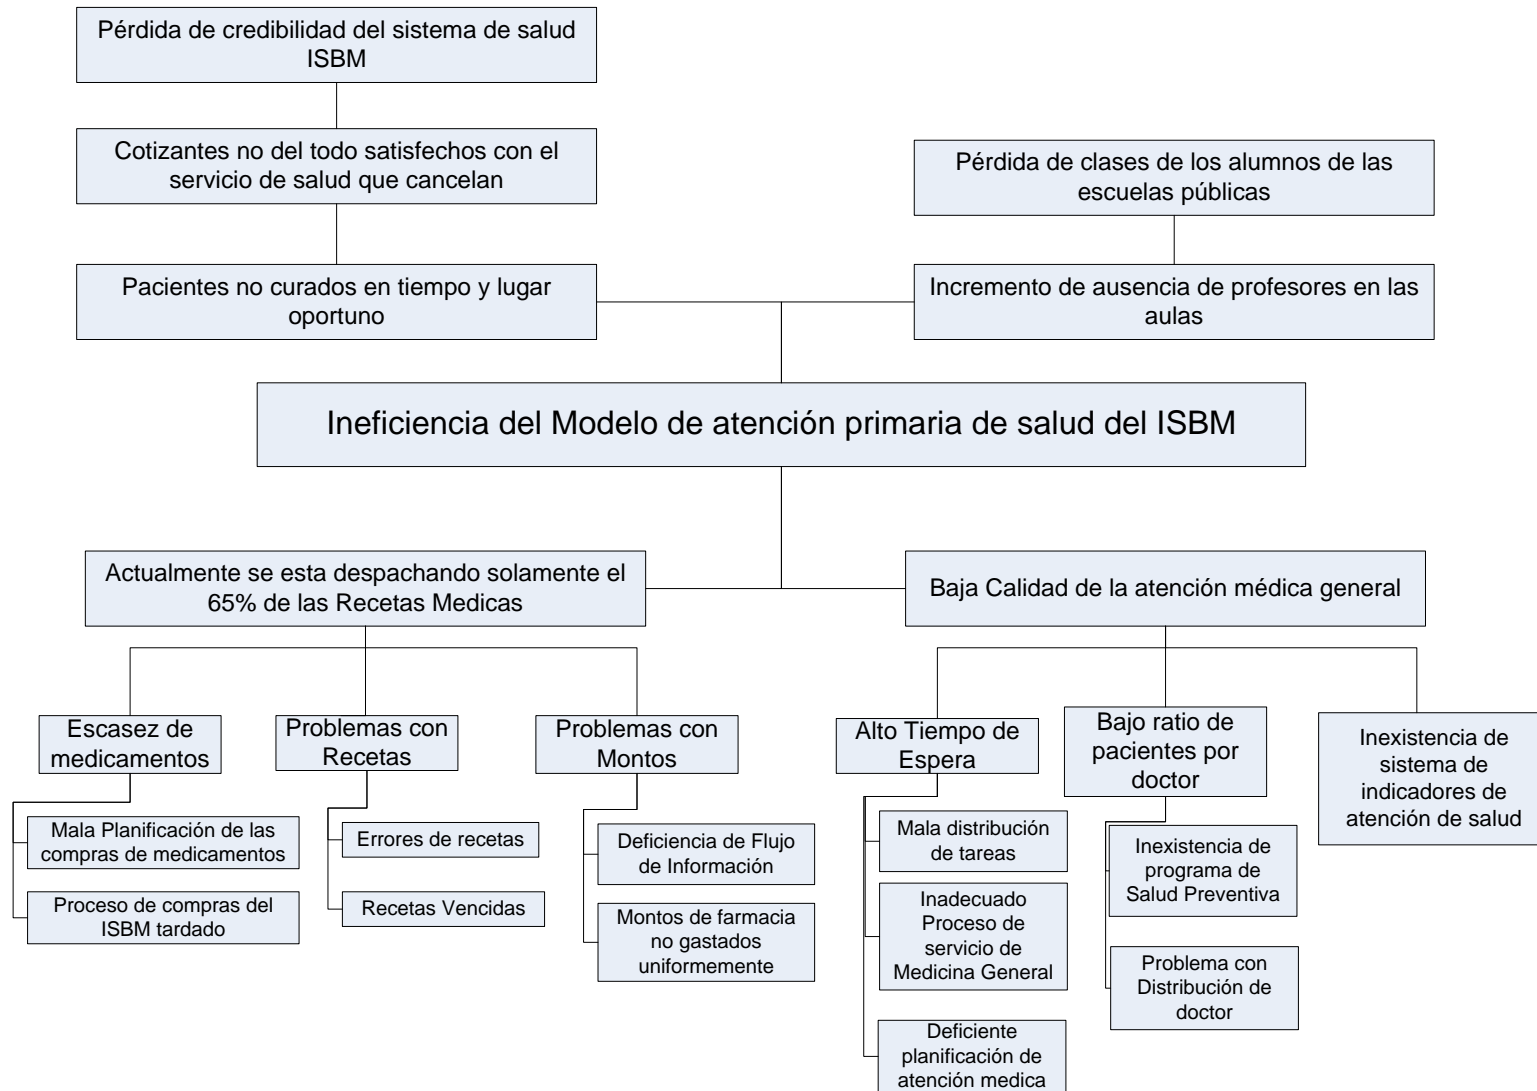 Pérdida de credibilidad del sistema de salud
ISBM
Cotizantes no del todo satisfechos con el
servicio de salud que cancelan
Pérdida de clases de los alumnos de las
escuelas públicas
Pacientes no curados en tiempo y lugar
oportuno
Incremento de ausencia de profesores en las
aulas
Ineficiencia del Modelo de atención primaria de salud del ISBM
Actualmente se esta despachando solamente el
65% de las Recetas Medicas
Baja Calidad de la atención médica general
Escasez de
medicamentos
Problemas con
Recetas
Problemas con
Montos
Alto Tiempo de
Espera
Bajo ratio de
pacientes por
doctor
Inexistencia de
sistema de
indicadores de
atención de salud
Mala Planificación de las
compras de medicamentos
Proceso de compras del
ISBM tardado
Errores de recetas
Recetas Vencidas
Deficiencia de Flujo
de Información
Montos de farmacia
no gastados
uniformemente
Mala distribución
de tareas
Inadecuado
Proceso de
servicio de
Medicina General
Deficiente
planificación de
atención medica
Inexistencia de
programa de
Salud Preventiva
Problema con
Distribución de
doctor